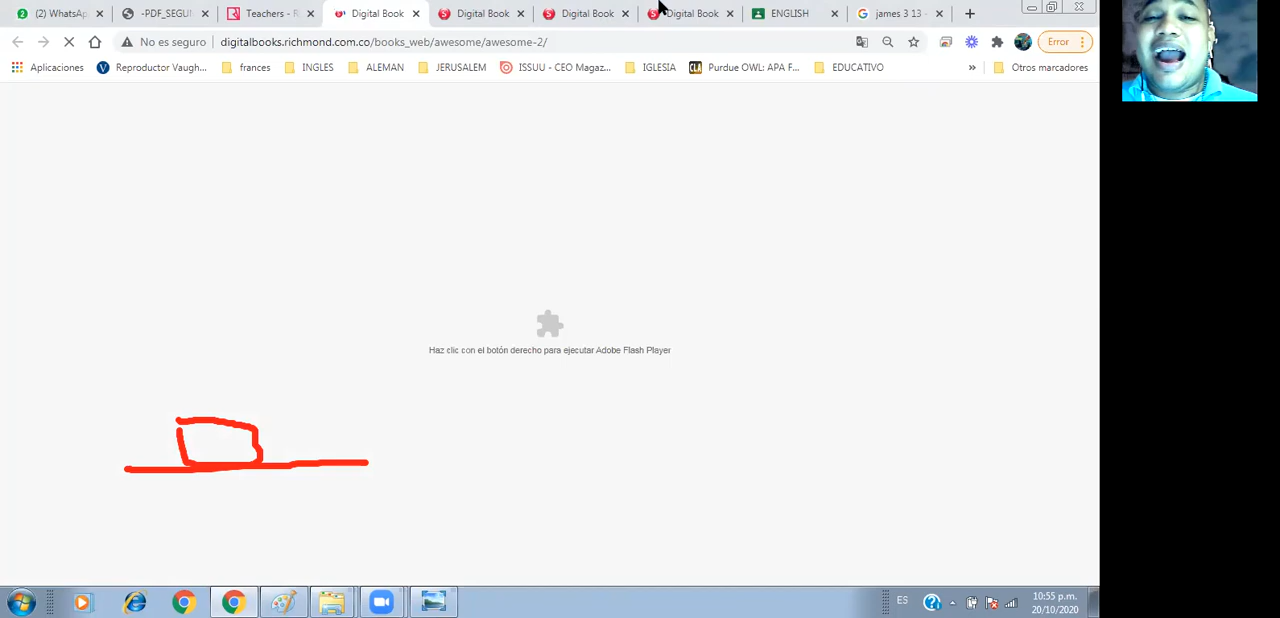 (2) WhatsAp
-PDF_SEGUI
Teachers - R
Digital Book
Digital Book
Digital Book
Digital Book
ENGLISH
james 3 13 -
No es seguro
digitalbooks.richmond.com.co/books_web/awesome/awesome-2/
Error
Aplicaciones
Reproductor Vaugh...
frances
INGLES
ALEMAN
JERUSALEM
ISSUU - CEO Magaz...
IGLESIA
Purdue OWL: APA F...
EDUCATIVO
»
Otros marcadores
Haz clic con el botón derecho para ejecutar Adobe Flash Player
ES
10:55 p.m.
20/10/2020